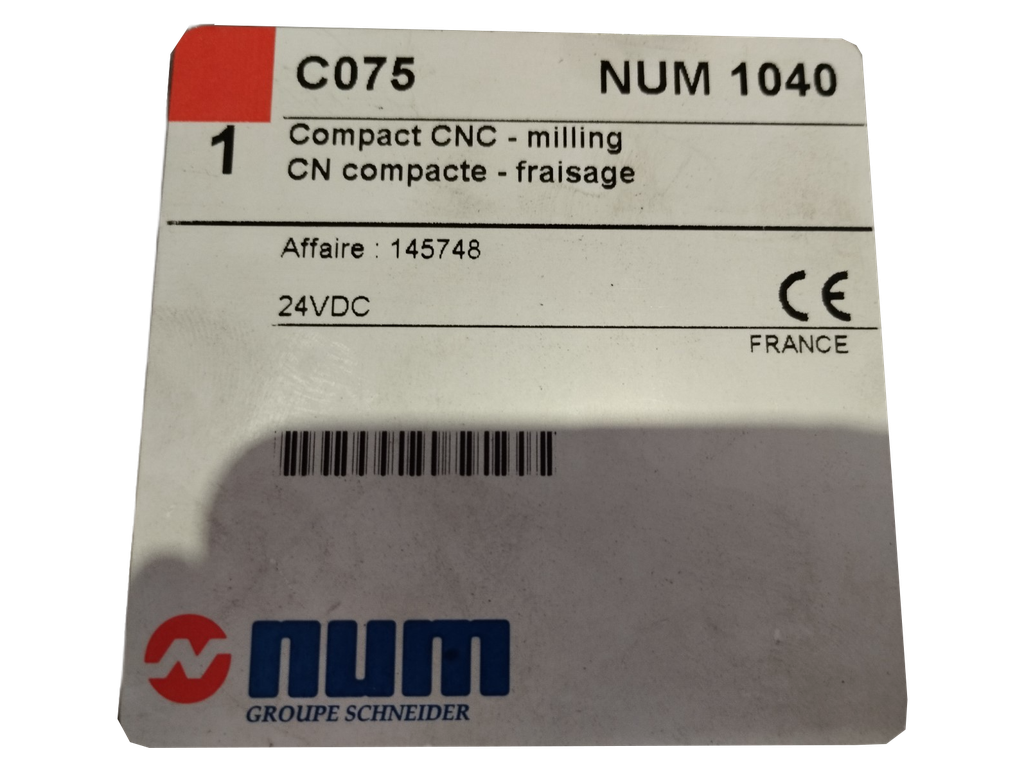 C075 NUM 1040
1
Compact CNC - milling
CN compacte - fraisage
Affaire : 145748
24VDC
CE
FRANCE
num
GROUPE SCHNEIDER